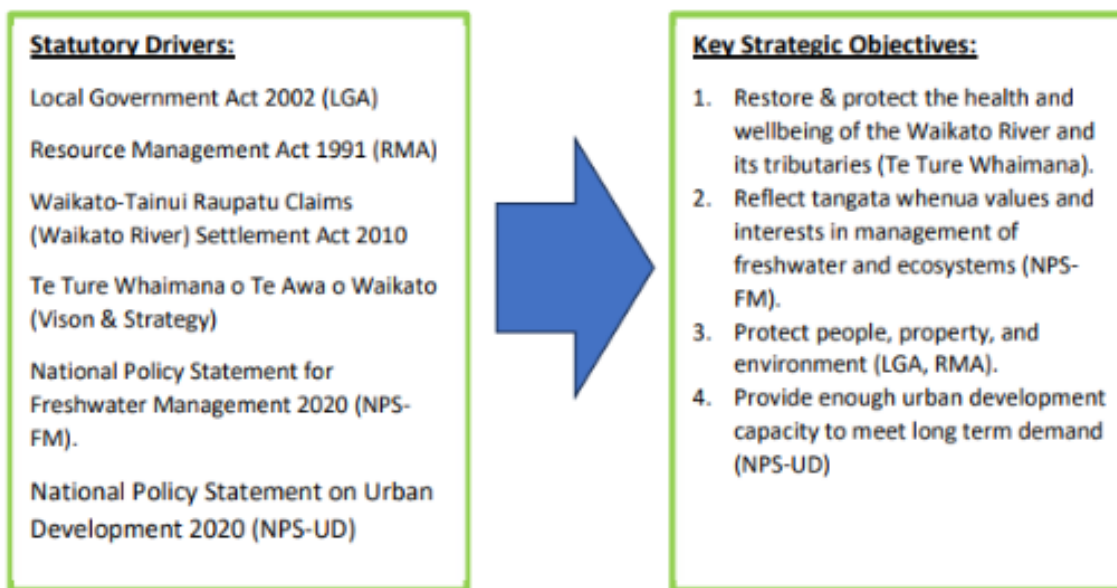 Statutory Drivers:
Local Government Act 2002 (LGA)
Resource Management Act 1991 (RMA)
Waikato-Tainui Raupatu Claims
(Waikato River) Settlement Act 2010
Te Ture Whaimana o Te Awa o Waikato
(Vison & Strategy)
National Policy Statement for
Freshwater Management 2020 (NPS-
FM).
National Policy Statement on Urban
Development 2020 (NPS-UD)
Key Strategic Objectives:
1. Restore & protect the health and
wellbeing of the Waikato River and
its tributaries (Te Ture Whaimana).
2. Reflect tangata whenua values and
interests in management of
freshwater and ecosystems (NPS-
FM).
3. Protect people, property, and
environment (LGA, RMA).
4. Provide enough urban development
capacity to meet long term demand
(NPS-UD)